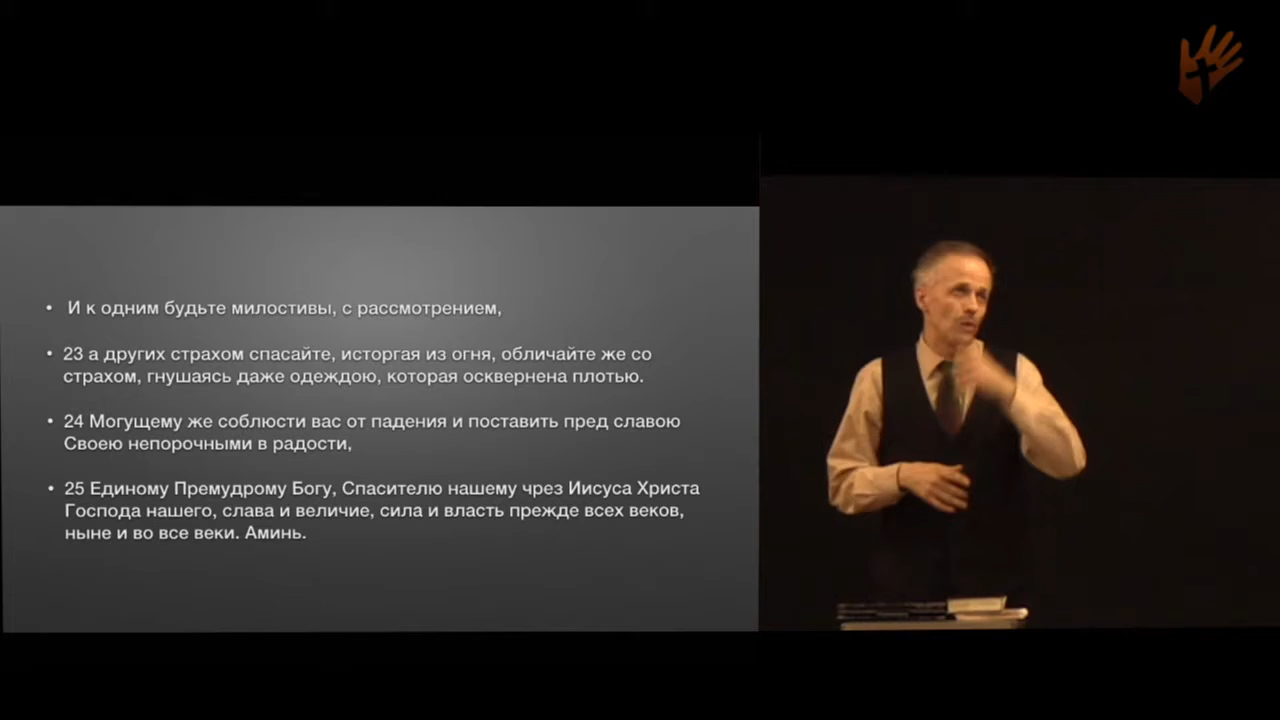 • И к одним будьте милостивы, с рассмотрением,
• 23 а других страхом спасайте, исторгая из огня, обличайте же со
страхом, гнушаясь даже одеждою, которая осквернена плотью.
• 24 Могущему же соблюсти вас от падения и поставить пред славою
Своею непорочными в радости,
• 25 Единому Премудрому Богу, Спасителю нашему чрез Иисуса Христа
Господа нашего, слава и величие, сила и власть прежде всех веков,
ныне и во все веки. Аминь.